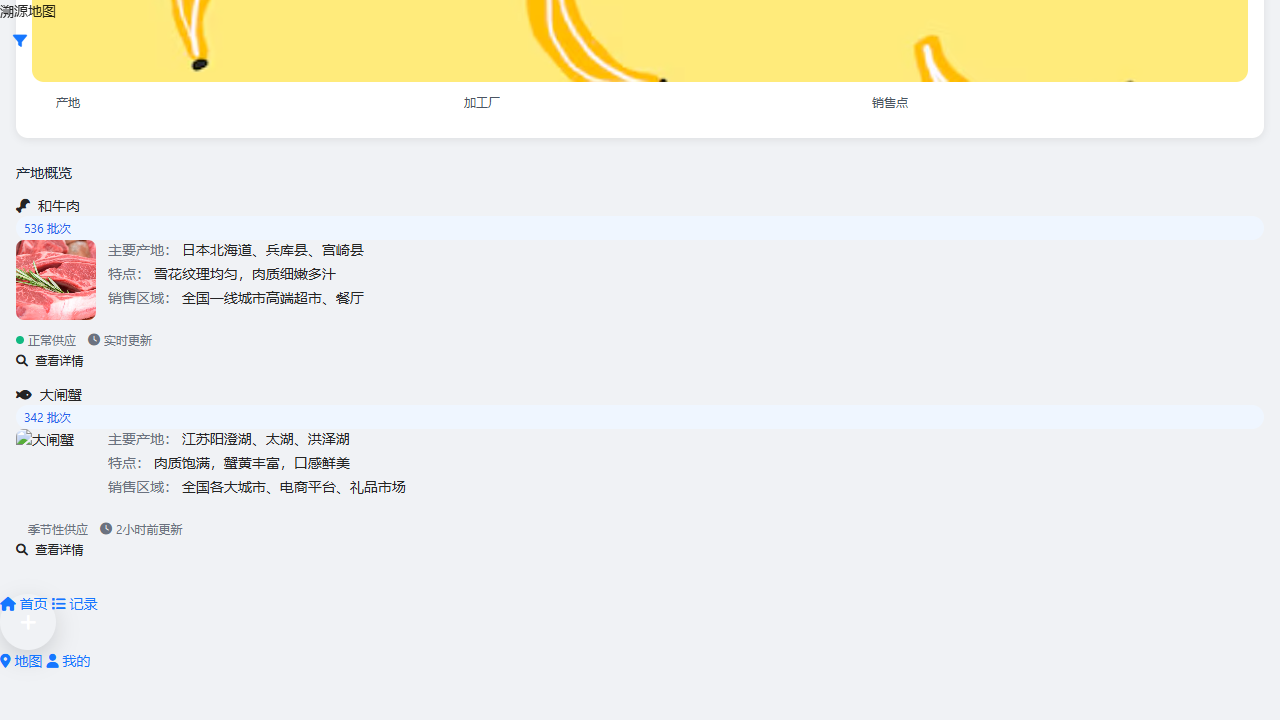 溯源地图
产地
加工厂
销售点
产地概览
和牛肉
536 批次
主要产地： 日本北海道、兵库县、宫崎县
特点： 雪花纹理均匀，肉质细嫩多汁
销售区域： 全国一线城市高端超市、餐厅
正常供应 实时更新
查看详情
大闸蟹
342 批次
大闸蟹
主要产地： 江苏阳澄湖、太湖、洪泽湖
特点： 肉质饱满，蟹黄丰富，口感鲜美
销售区域： 全国各大城市、电商平台、礼品市场
季节性供应 2小时前更新
查看详情
首页 记录
地图 我的